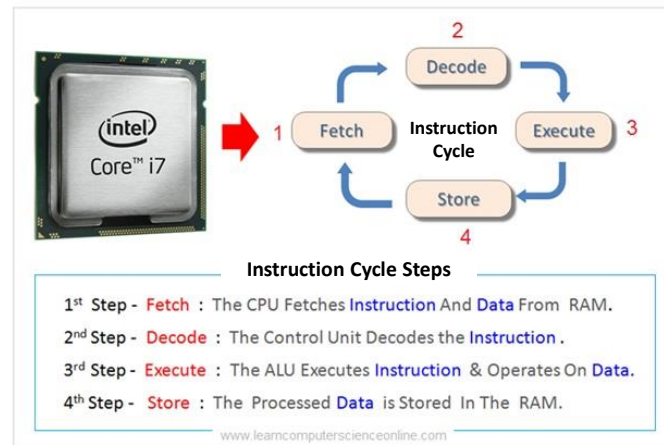 2
Decode
intel
Core™ i7
1 Fetch
Instruction
Cycle
Execute 3
Store
4
Instruction Cycle Steps
1st Step - Fetch : The CPU Fetches Instruction And Data From RAM.
2nd Step - Decode : The Control Unit Decodes the Instruction .
3rd Step - Execute : The ALU Executes Instruction & Operates On Data.
4th Step - Store : The Processed Data is Stored In The RAM.
www.learncomputerscienceonline.com